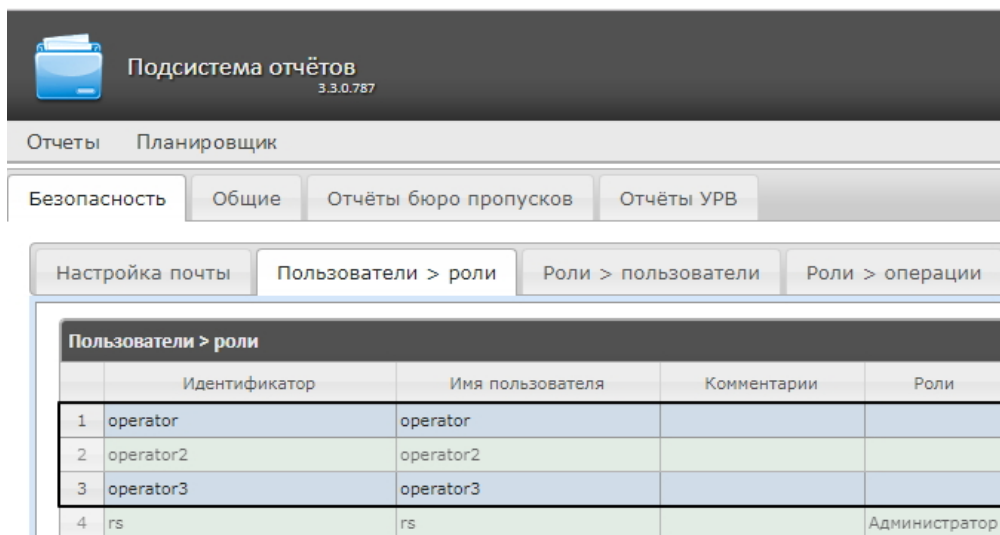 Подсистема отчётов
3.3.0.787
Отчеты Планировщик
Безопасность Общие Отчёты бюро пропусков Отчёты УРВ
Настройка почты Пользователи > роли Роли > пользователи Роли > операции
Пользователи > роли
Идентификатор Имя пользователя Комментарии Роли
1 operator operator
2 operator2 operator2
3 operator3 operator3
4 rs rs Администратор